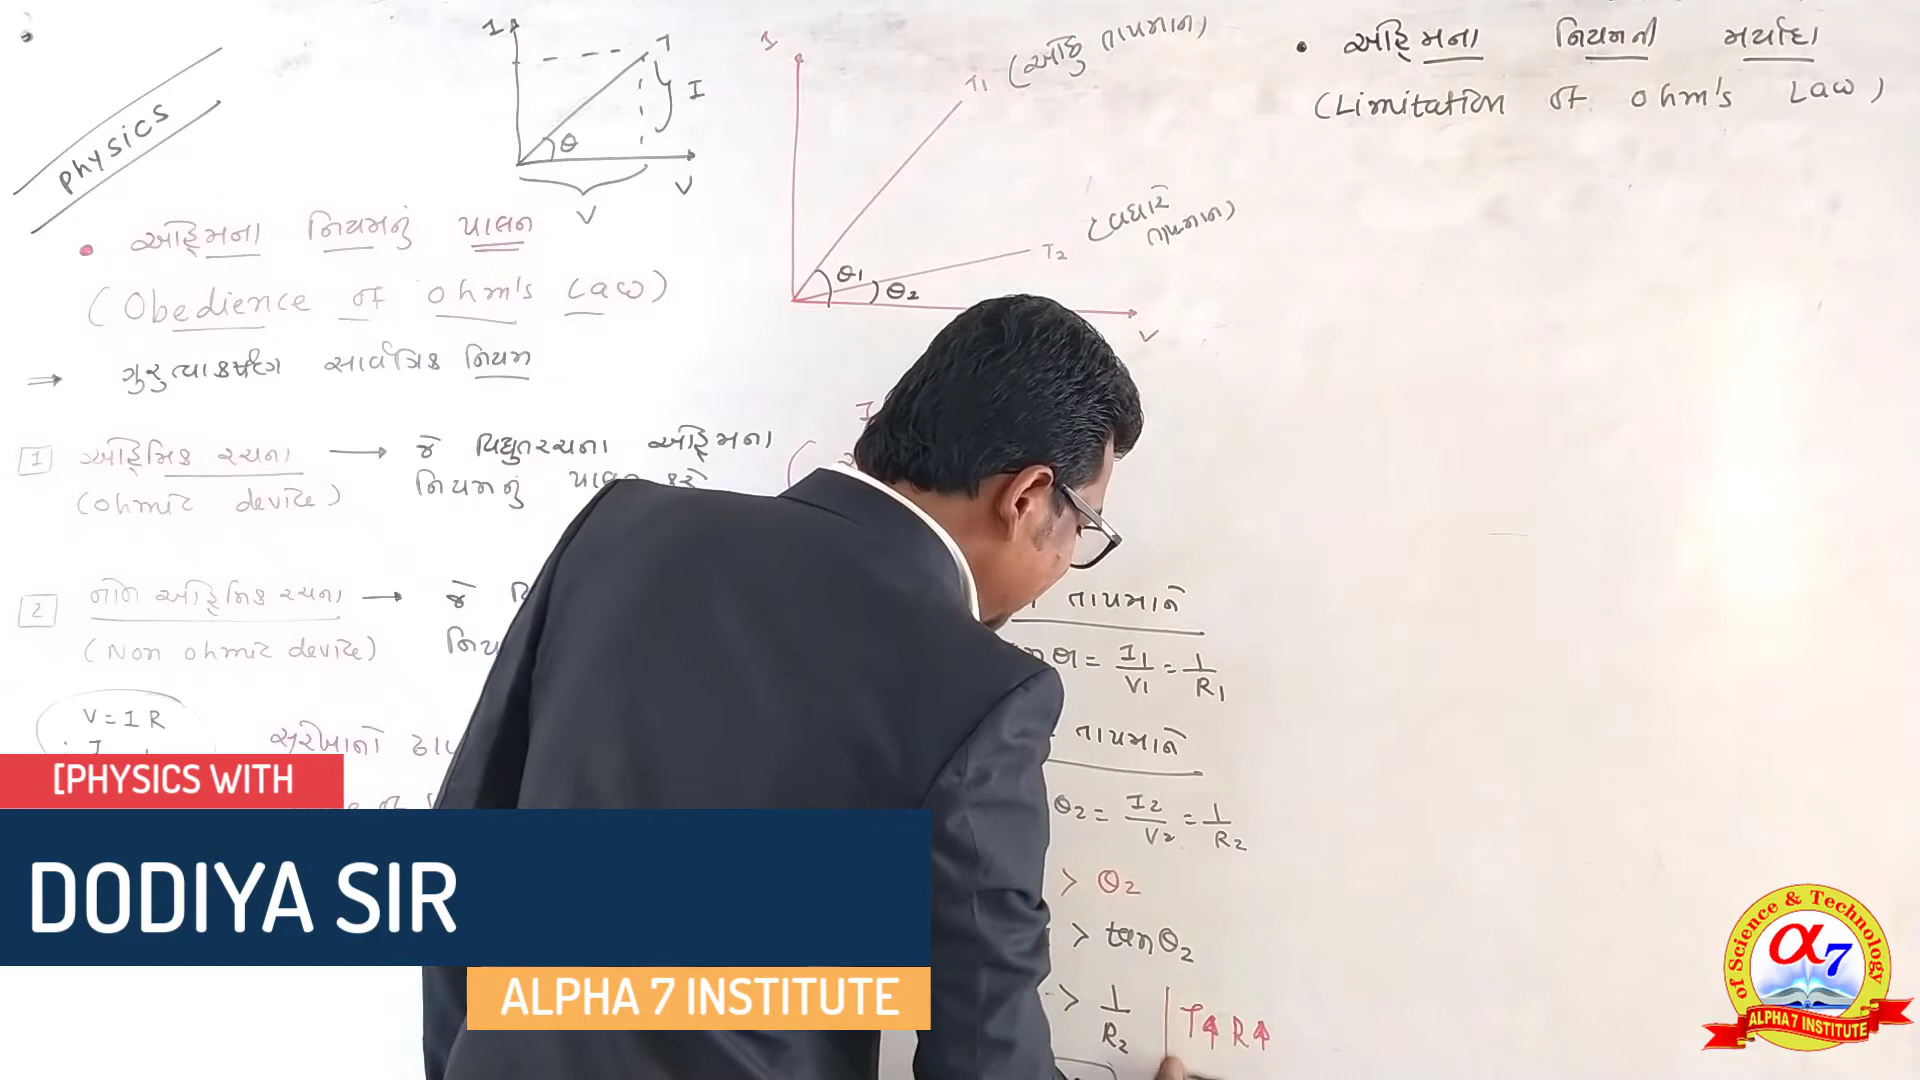 Physics
• ઓહ્‌મના નિયમનું પાલન
(Obedience of ohm's Law)
⇒ ગુરુત્વાકર્ષણ સાર્વત્રિક નિયમ
1 ઓહ્‌મિક રચના → જે વિદ્યુતરચના ઓહ્‌મના
(ohmic device) નિયમનું
2 નોન ઓહ્‌મિક રચના → જે
(Non ohmic device)
V = I R
સુરેખાનો
I
T
I
θ
V
V
I
T1 (ઓછુ તાપમાન)
T2 (વધારે તાપમાન)
θ1
θ2
V
તાપમાને
θ1 = I1/V1 = 1/R1
તાપમાને
θ2 = I2/V2 = 1/R2
> θ2
> tanθ2
> 1/R2 | T↑ R↑
• ઓહ્‌મના નિયમની મર્યાદા
(Limitation of ohm's Law)
[PHYSICS WITH
DODIYA SIR
ALPHA 7 INSTITUTE
of Science & Technology
α 7
ALPHA 7 INSTITUTE